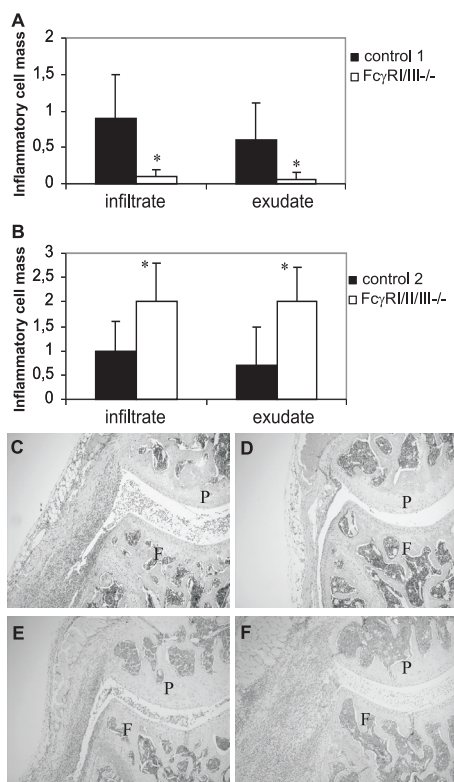 A
Inflammatory cell mass
2
1,5
1
0,5
0
*
*
infiltrate
exudate
control 1
FcγRI/III-/-
B
Inflammatory cell mass
3
2,5
2
1,5
1
0,5
0
*
*
infiltrate
exudate
control 2
FcγRI/II/III-/-
C
P
F
D
P
F
E
P
F
F
P
F